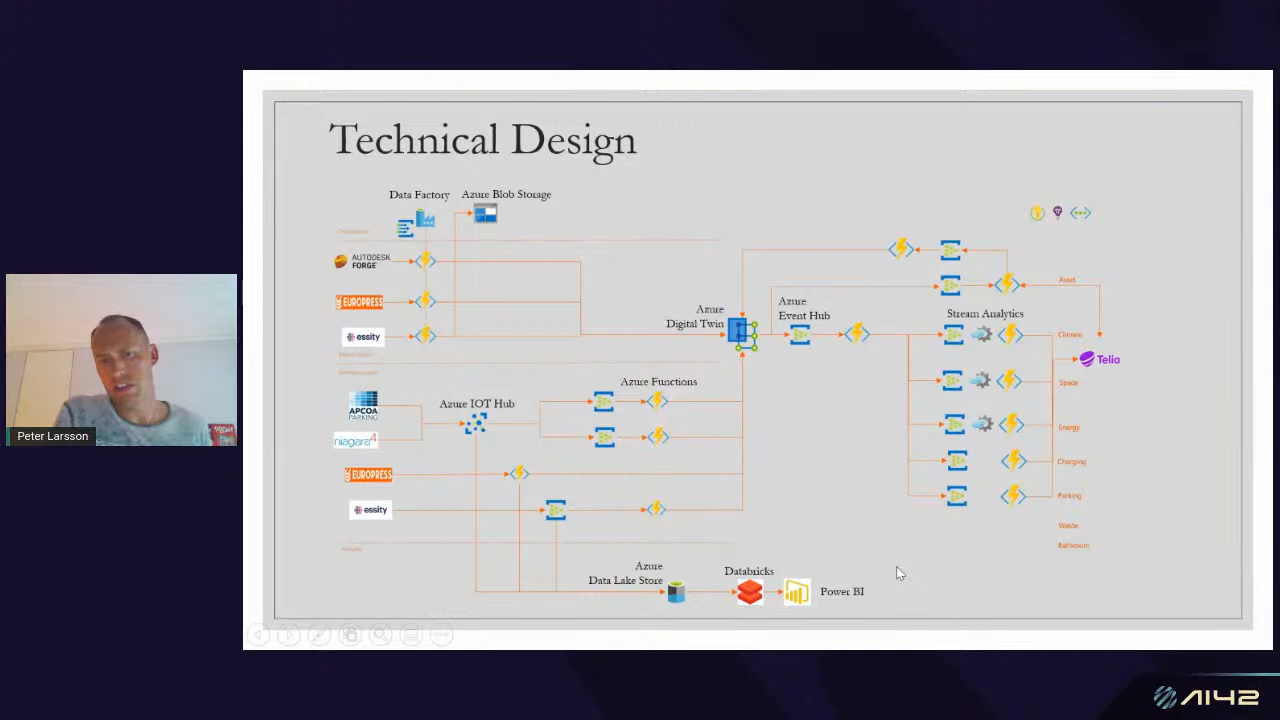 Technical Design
Data Factory
Azure Blob Storage
AUTODESK
FORGE
EUROPRESS
essity
Azure
Digital Twin
Azure
Event Hub
Stream Analytics
Asset
Climate
Telia
Space
Energy
Charging
Parking
Waste
Bathroom
APCOA
PARKING
niagara4
Azure IOT Hub
Azure Functions
EUROPRESS
essity
Azure
Data Lake Store
Databricks
Power BI
Peter Larsson
AI42